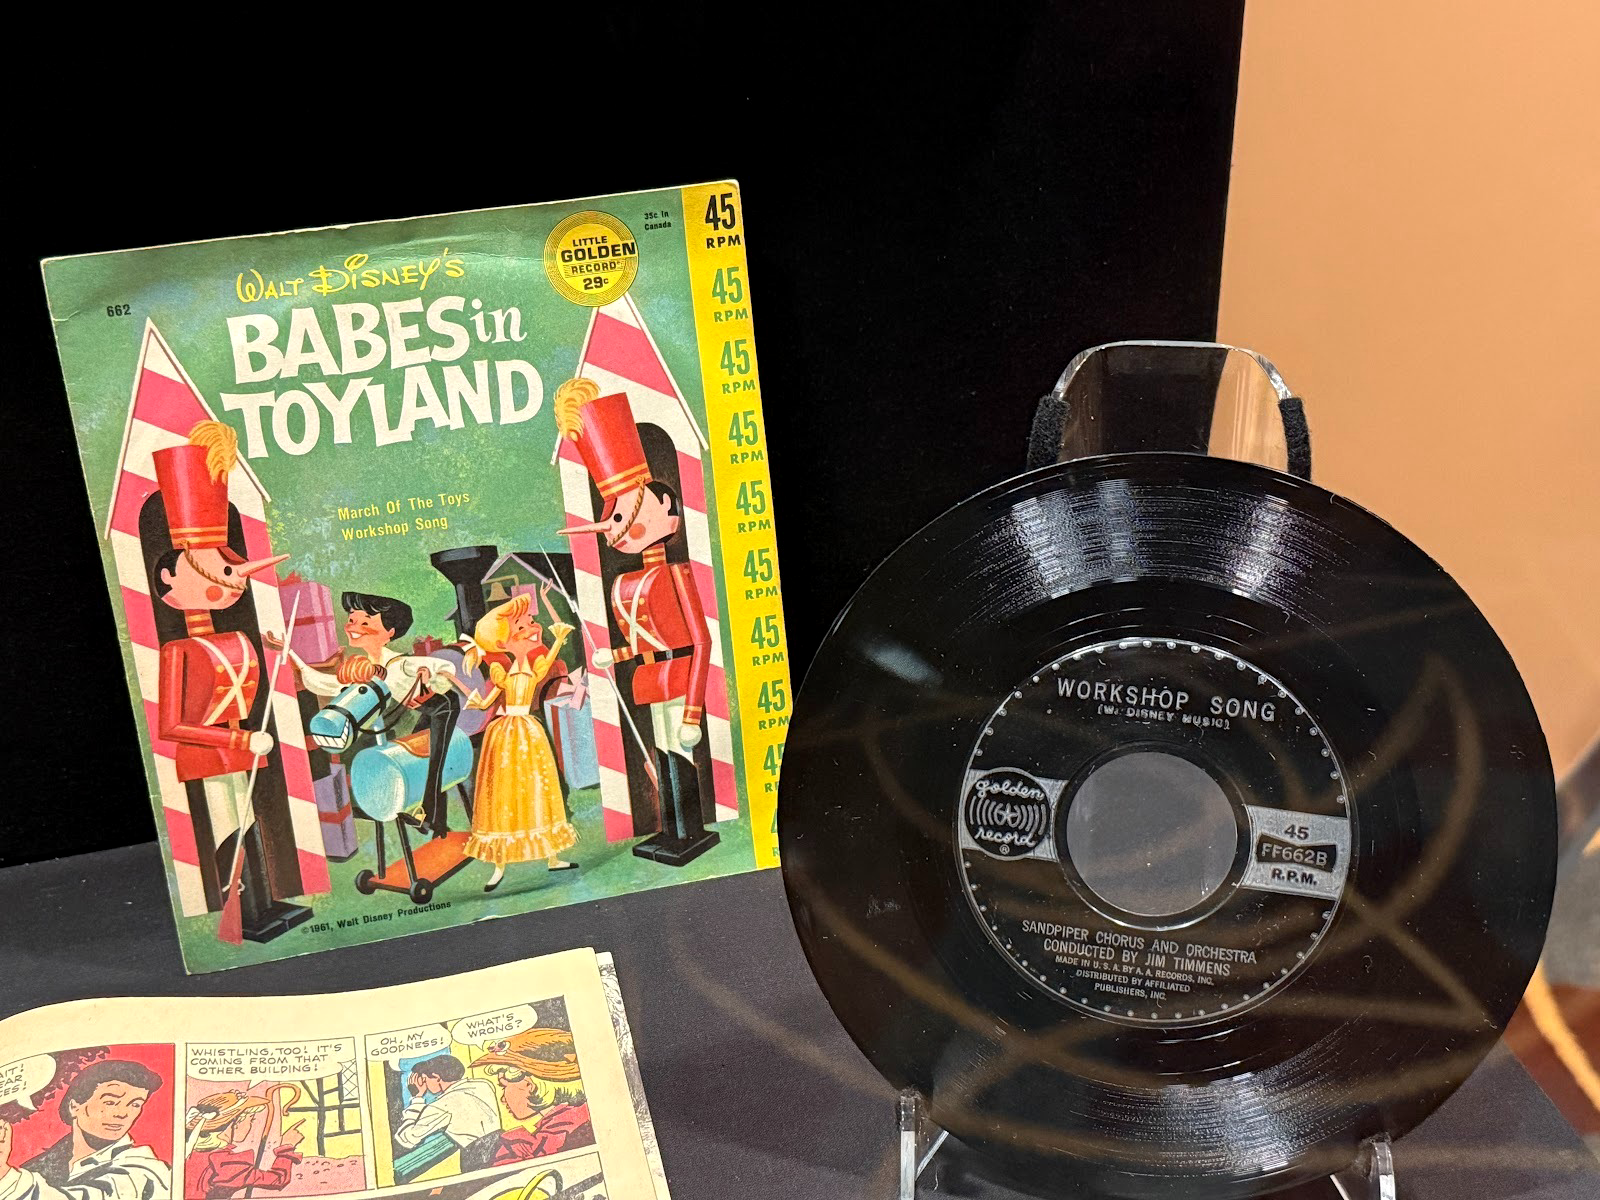 WALT DISNEY'S
BABES in
TOYLAND
662
LITTLE
GOLDEN
RECORD
29c
35c. in
Canada
March Of The Toys
Workshop Song
©1961, Walt Disney Productions
45
RPM
45
RPM
45
RPM
45
RPM
45
RPM
45
RPM
45
RPM
45
RPM
WORKSHOP SONG
(W. DISNEY MUSIC)
golden
record
®
45
FF662B
R.P.M.
SANDPIPER CHORUS AND ORCHESTRA
CONDUCTED BY JIM TIMMENS
MADE IN U.S.A. BY A.A. RECORDS, INC.
DISTRIBUTED BY AFFILIATED
PUBLISHERS, INC.
WHISTLING, TOO! IT'S
COMING FROM THAT
OTHER BUILDING!
OH, MY
GOODNESS!
WHAT'S
WRONG?